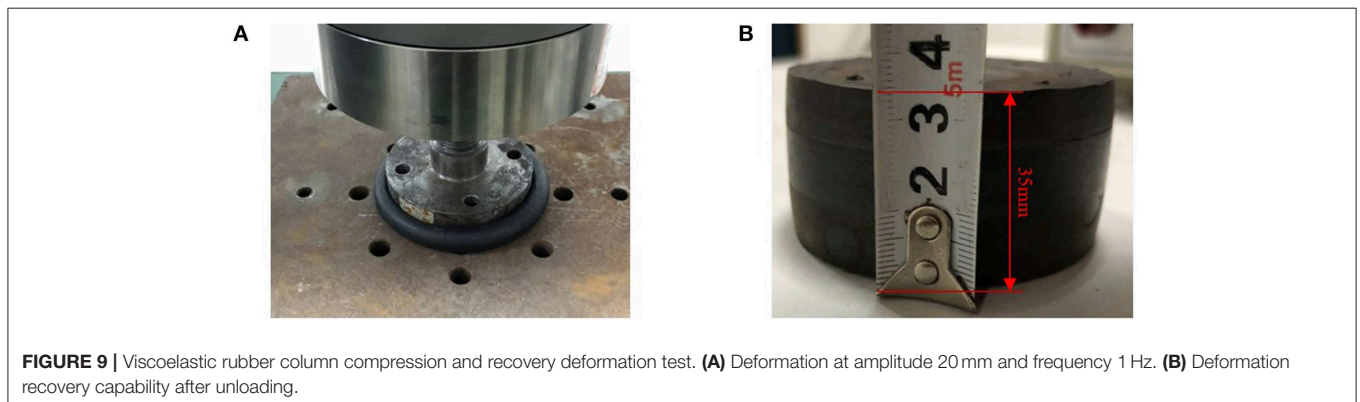 A
B
4
5m
3
2
35mm
FIGURE 9 | Viscoelastic rubber column compression and recovery deformation test. (A) Deformation at amplitude 20 mm and frequency 1 Hz. (B) Deformation
recovery capability after unloading.